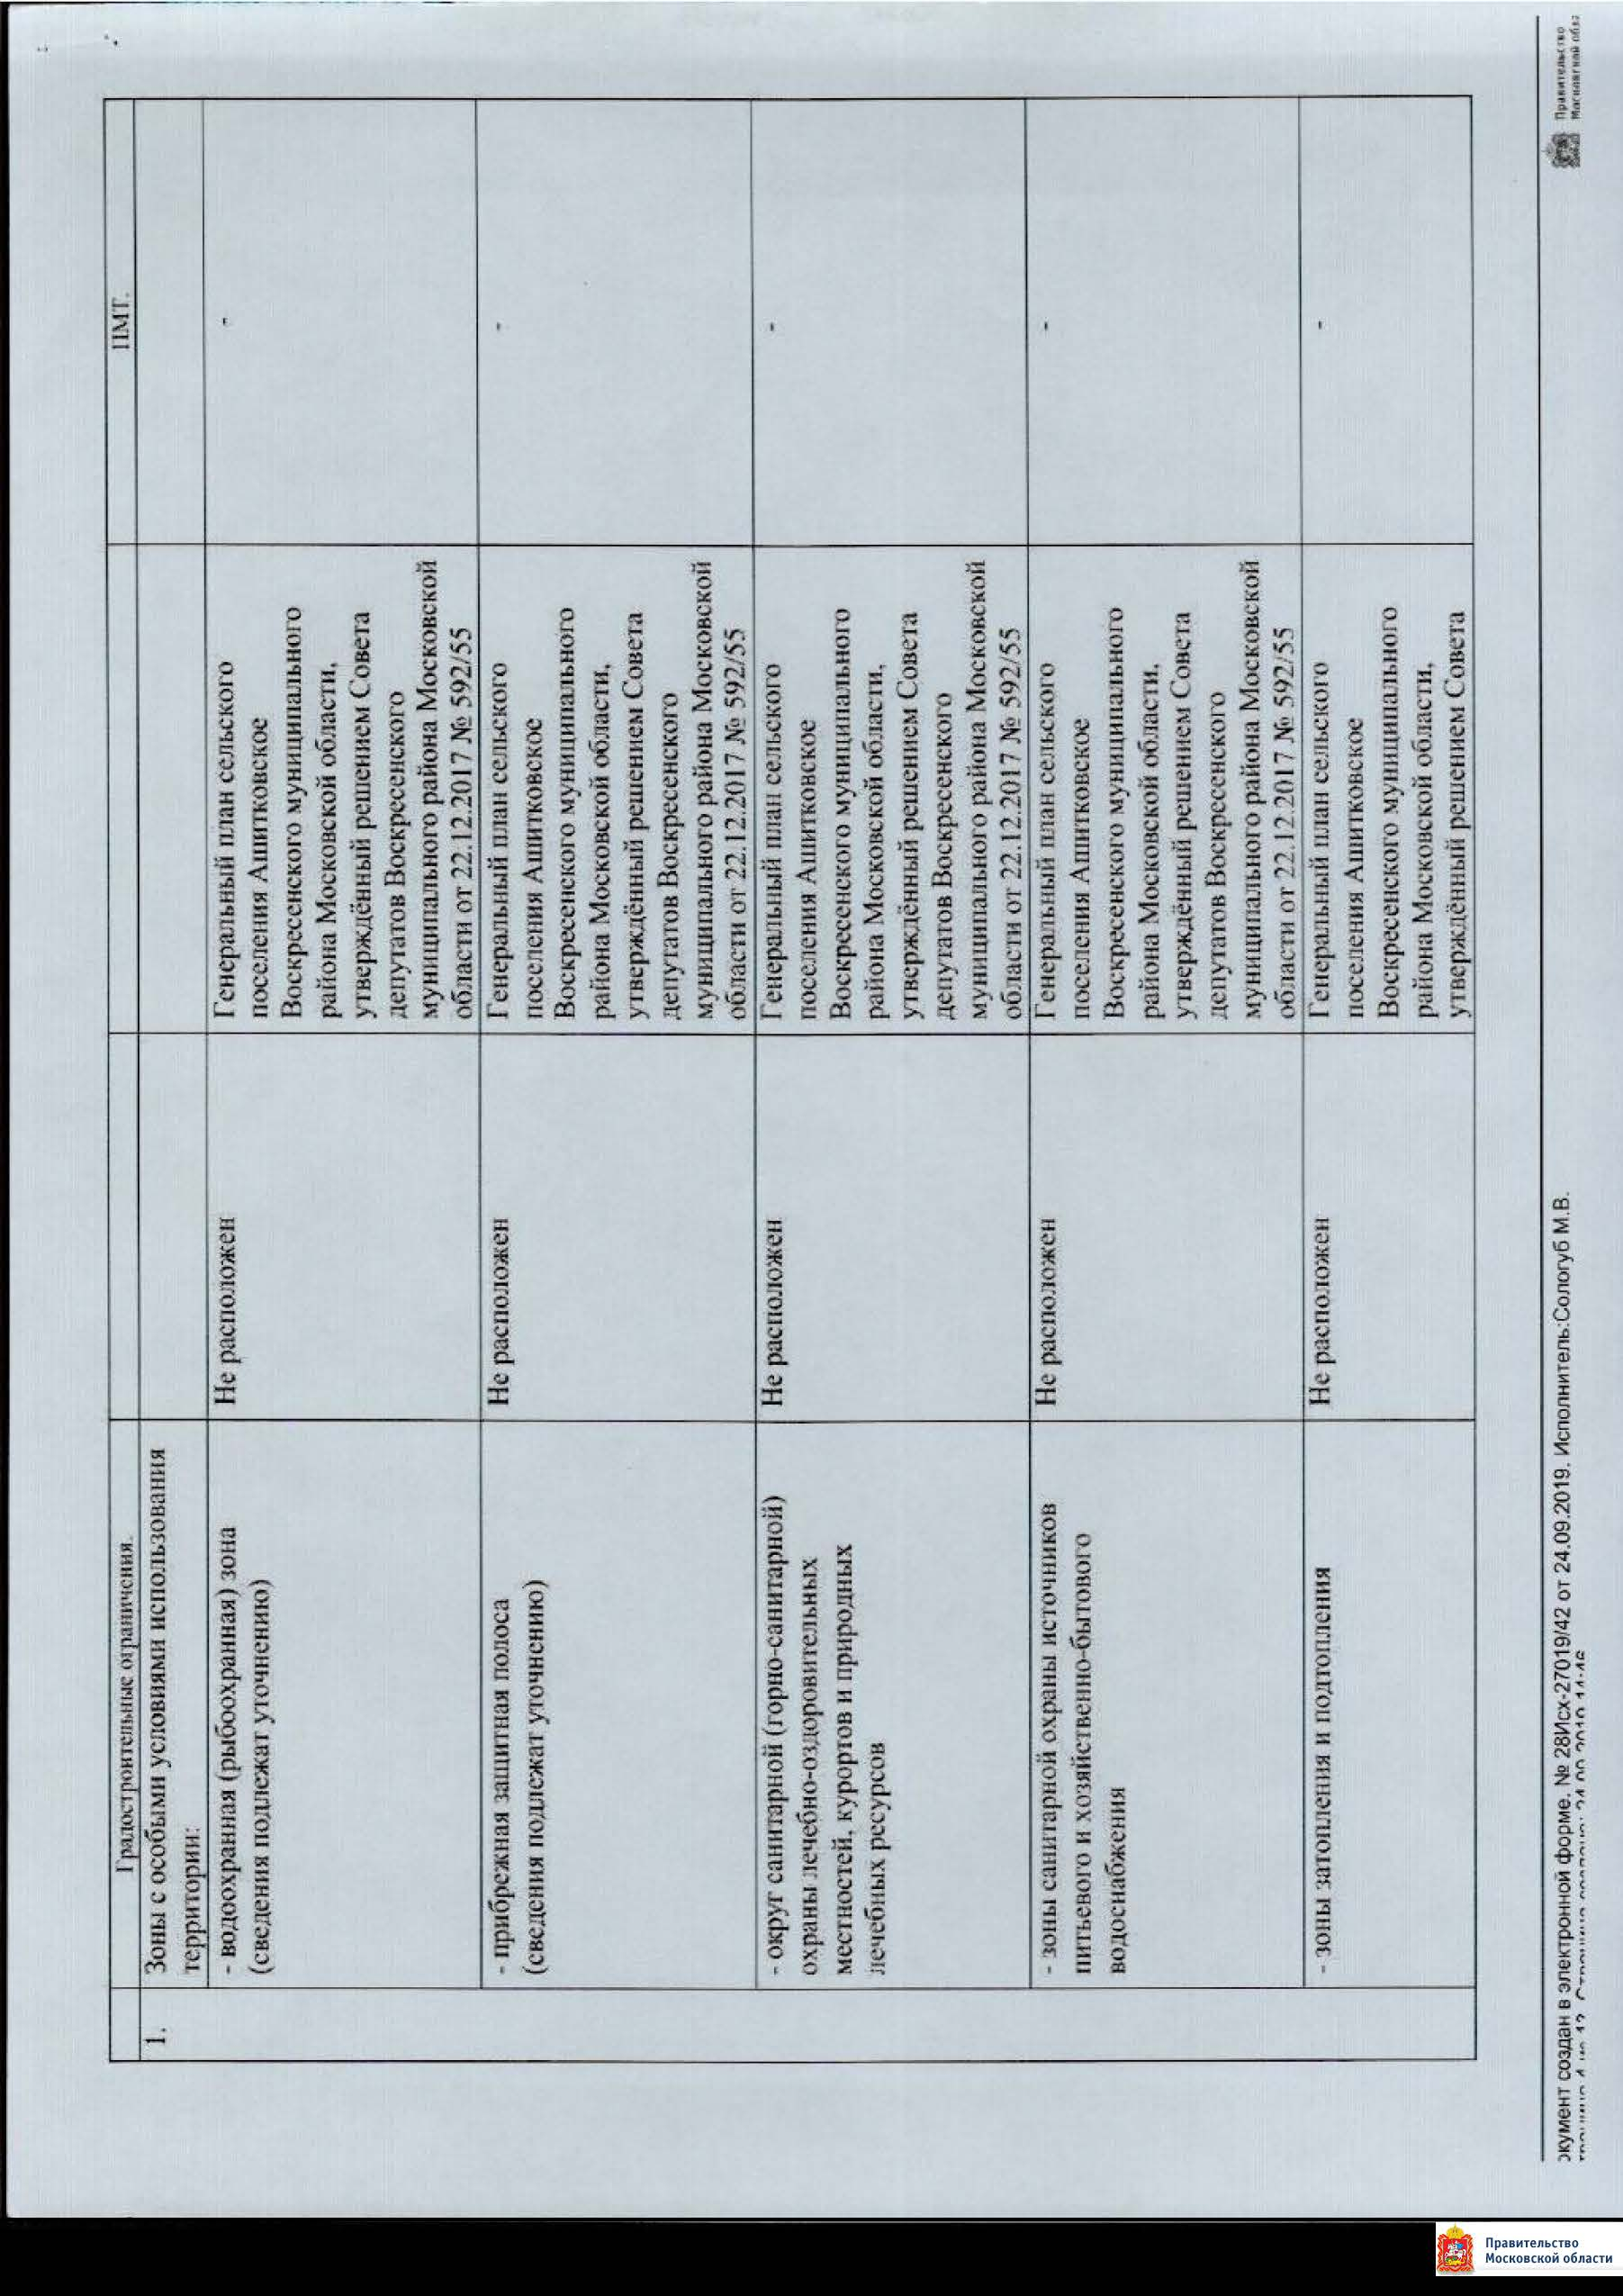 Градостроительные ограничения.
ПМТ.
1.
Зоны с особыми условиями использования
территории:
- водоохранная (рыбоохранная) зона
(сведения подлежат уточнению)
Не расположен
Генеральный план сельского
поселения Ашитковское
Воскресенского муниципального
района Московской области,
утверждённый решением Совета
депутатов Воскресенского
муниципального района Московской
области от 22.12.2017 № 592/55
-
- прибрежная защитная полоса
(сведения подлежат уточнению)
Не расположен
Генеральный план сельского
поселения Ашитковское
Воскресенского муниципального
района Московской области,
утверждённый решением Совета
депутатов Воскресенского
муниципального района Московской
области от 22.12.2017 № 592/55
-
- округ санитарной (горно-санитарной)
охраны лечебно-оздоровительных
местностей, курортов и природных
лечебных ресурсов
Не расположен
Генеральный план сельского
поселения Ашитковское
Воскресенского муниципального
района Московской области,
утверждённый решением Совета
депутатов Воскресенского
муниципального района Московской
области от 22.12.2017 № 592/55
-
- зоны санитарной охраны источников
питьевого и хозяйственно-бытового
водоснабжения
Не расположен
Генеральный план сельского
поселения Ашитковское
Воскресенского муниципального
района Московской области,
утверждённый решением Совета
депутатов Воскресенского
муниципального района Московской
области от 22.12.2017 № 592/55
-
- зоны затопления и подтопления
Не расположен
Генеральный план сельского
поселения Ашитковское
Воскресенского муниципального
района Московской области,
утверждённый решением Совета
-
окумент создан в электронной форме. № 28Исх-27019/42 от 24.09.2019. Исполнитель:Сологуб М.В.
Правительство
Правительство
Московской области